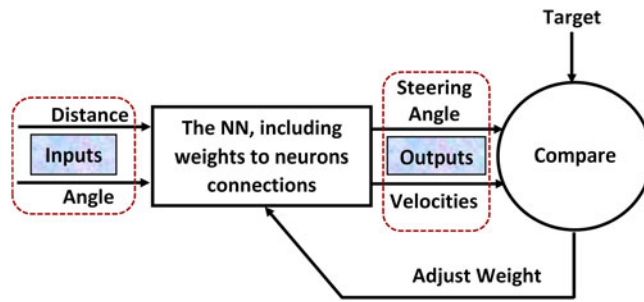 Target
Distance
Inputs
Angle
The NN, including
weights to neurons
connections
Steering
Angle
Outputs
Velocities
Compare
Adjust Weight